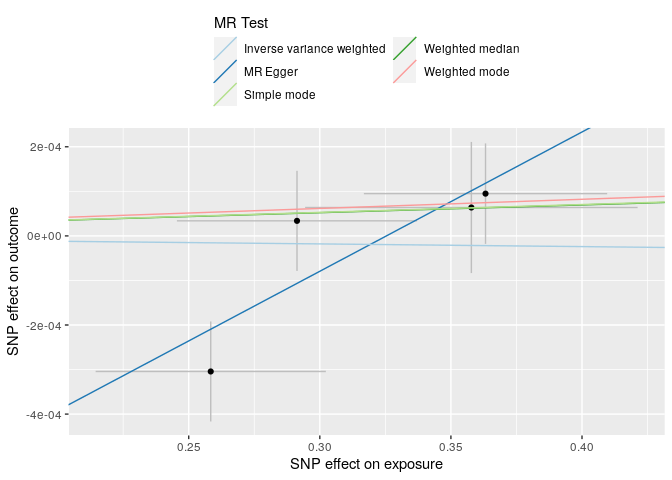 MR Test
Inverse variance weighted
Weighted median
MR Egger
Weighted mode
Simple mode
2e-04
0e+00
-2e-04
-4e-04
SNP effect on outcome
0.25 0.30 0.35 0.40
SNP effect on exposure